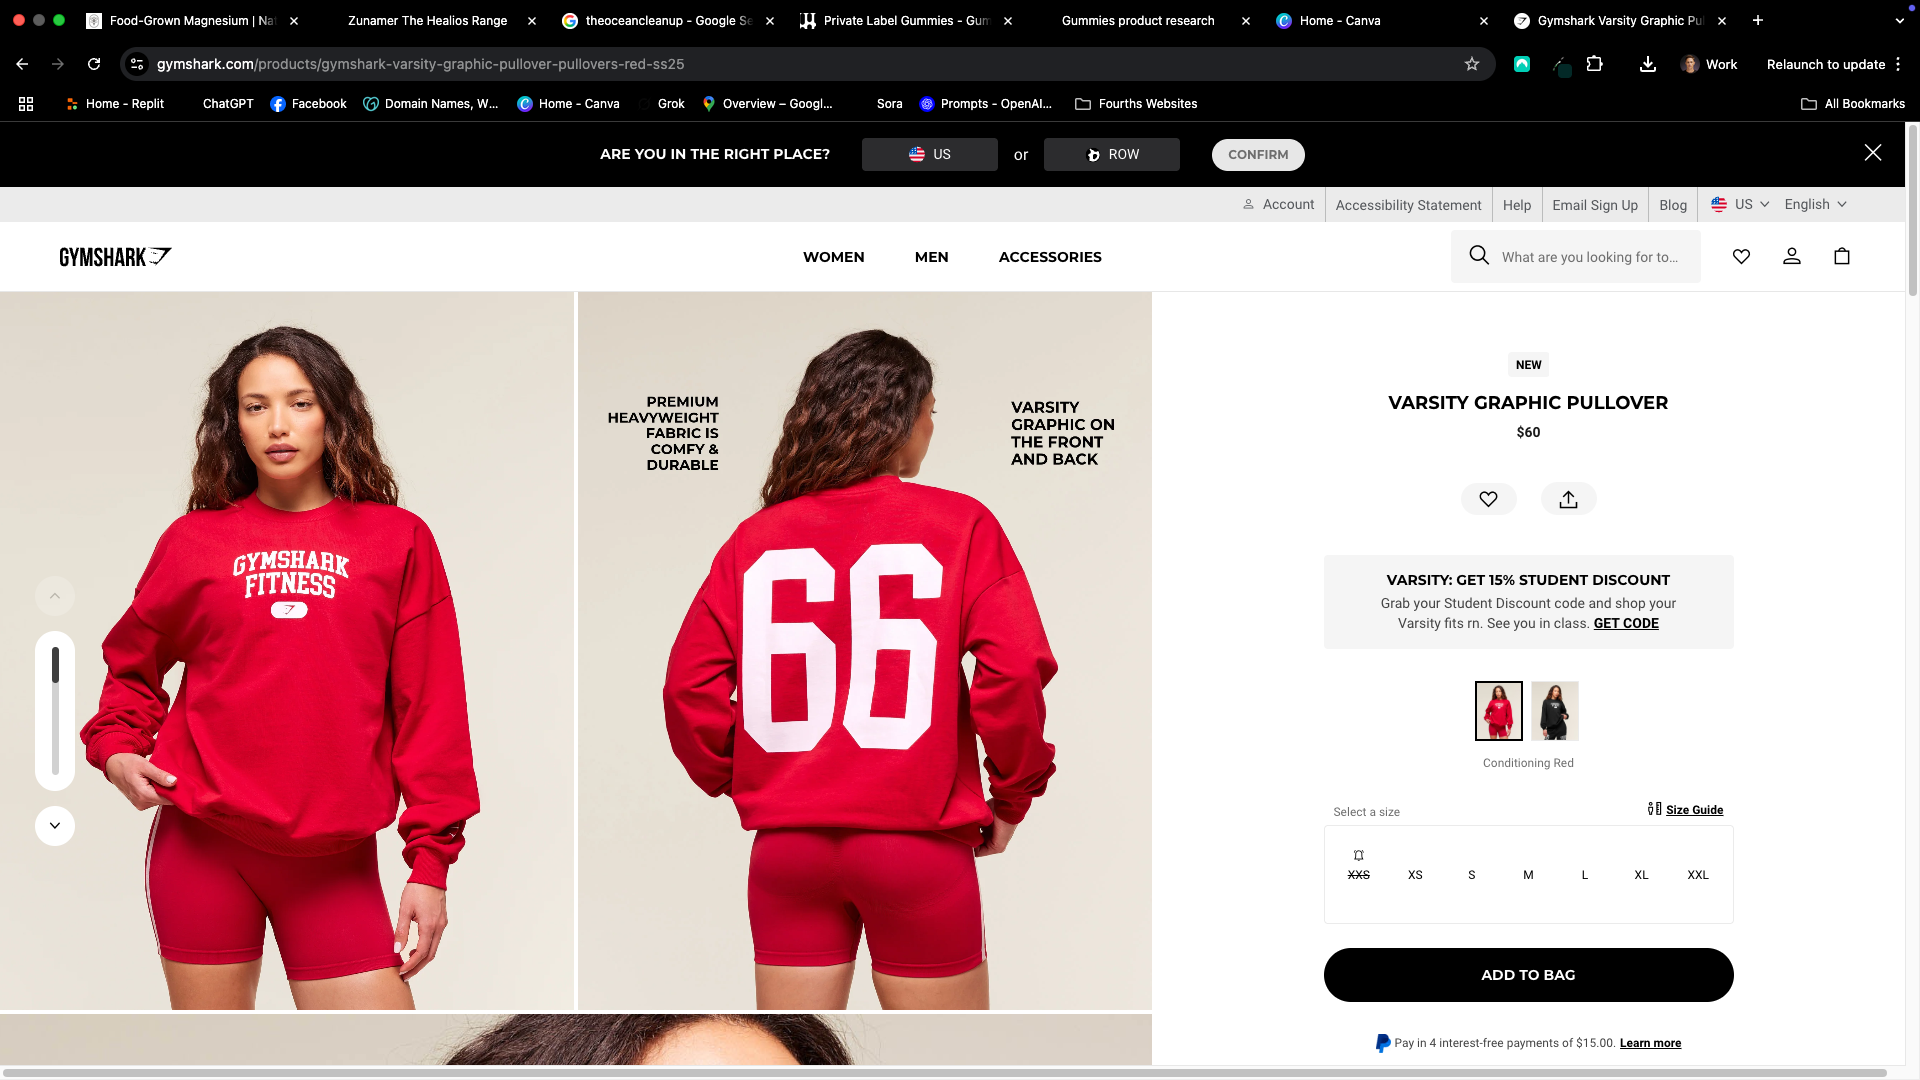 Food-Grown Magnesium | Na
Zunamer The Healios Range
theoceancleanup - Google Se
Private Label Gummies - Gum
Gummies product research
Home - Canva
Gymshark Varsity Graphic Pu
gymshark.com/products/gymshark-varsity-graphic-pullover-pullovers-red-ss25
Work
Relaunch to update
Home - Replit
ChatGPT
Facebook
Domain Names, W...
Home - Canva
Grok
Overview – Googl...
Sora
Prompts - OpenAI...
Fourths Websites
All Bookmarks
ARE YOU IN THE RIGHT PLACE?
US
or
ROW
CONFIRM
Account
Accessibility Statement
Help
Email Sign Up
Blog
US
English
GYMSHARK
WOMEN
MEN
ACCESSORIES
What are you looking for to...
GYMSHARK
FITNESS
PREMIUM
HEAVYWEIGHT
FABRIC IS
COMFY &
DURABLE
VARSITY
GRAPHIC ON
THE FRONT
AND BACK
66
NEW
VARSITY GRAPHIC PULLOVER
$60
VARSITY: GET 15% STUDENT DISCOUNT
Grab your Student Discount code and shop your
Varsity fits rn. See you in class. GET CODE
Conditioning Red
Select a size
Size Guide
XXS
XS
S
M
L
XL
XXL
ADD TO BAG
Pay in 4 interest-free payments of $15.00. Learn more